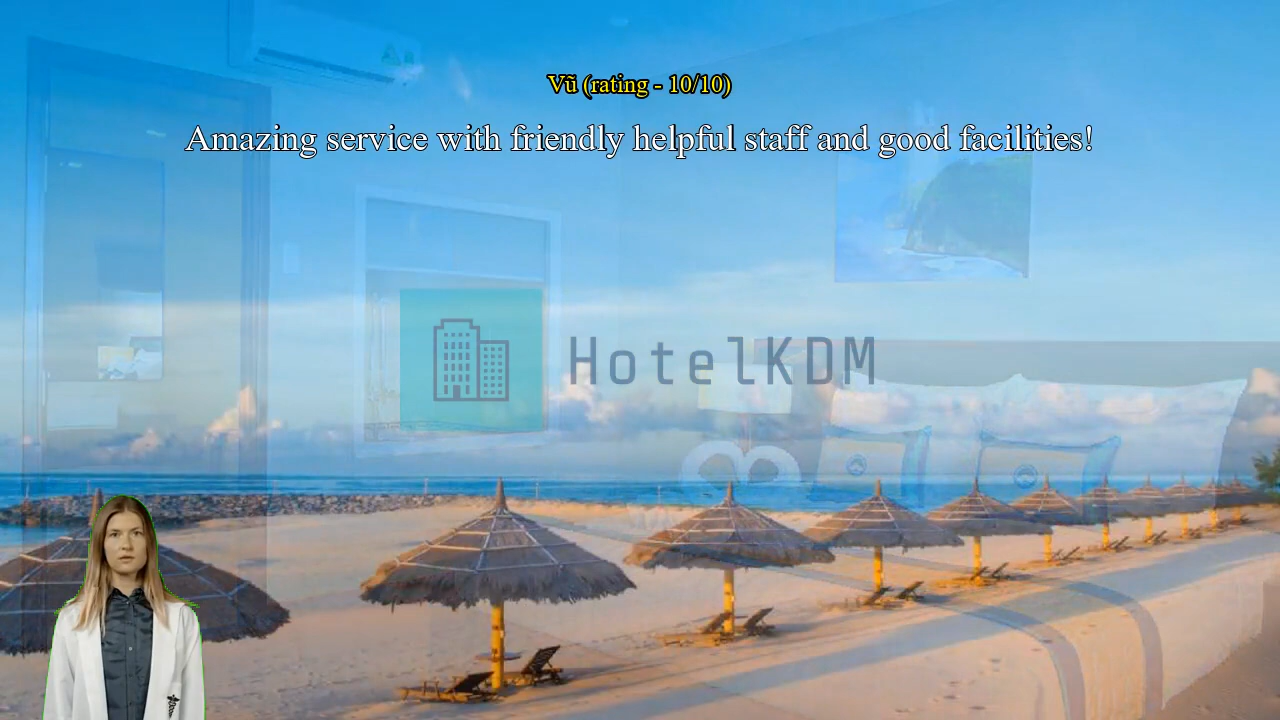 Vũ (rating - 10/10)
Amazing service with friendly helpful staff and good facilities!
HotelKDM